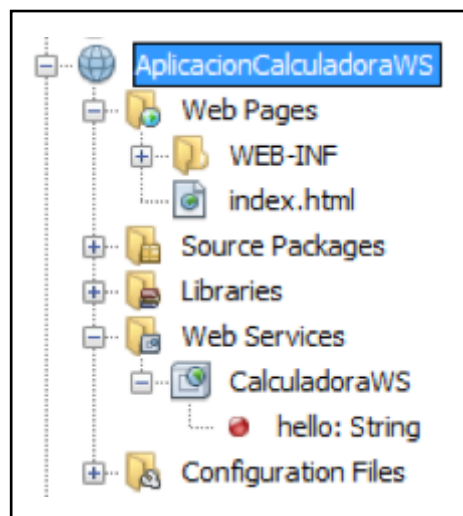 AplicacionCalculadoraWS
Web Pages
WEB-INF
index.html
Source Packages
Libraries
Web Services
CalculadoraWS
hello: String
Configuration Files